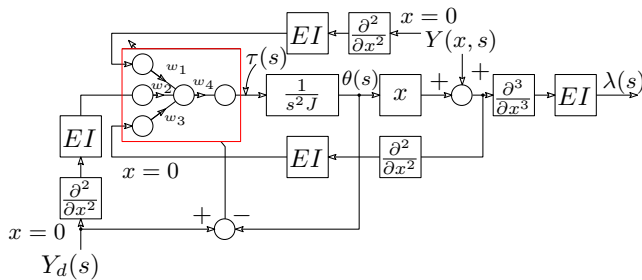 x = 0
EI
∂²/∂x²
Y(x, s)
τ(s)
w₁
w₂
w₃
w₄
1/(s²J)
θ(s)
x
+
+
∂³/∂x³
EI
λ(s)
EI
x = 0
EI
∂²/∂x²
∂²/∂x²
x = 0
+
−
Y_d(s)